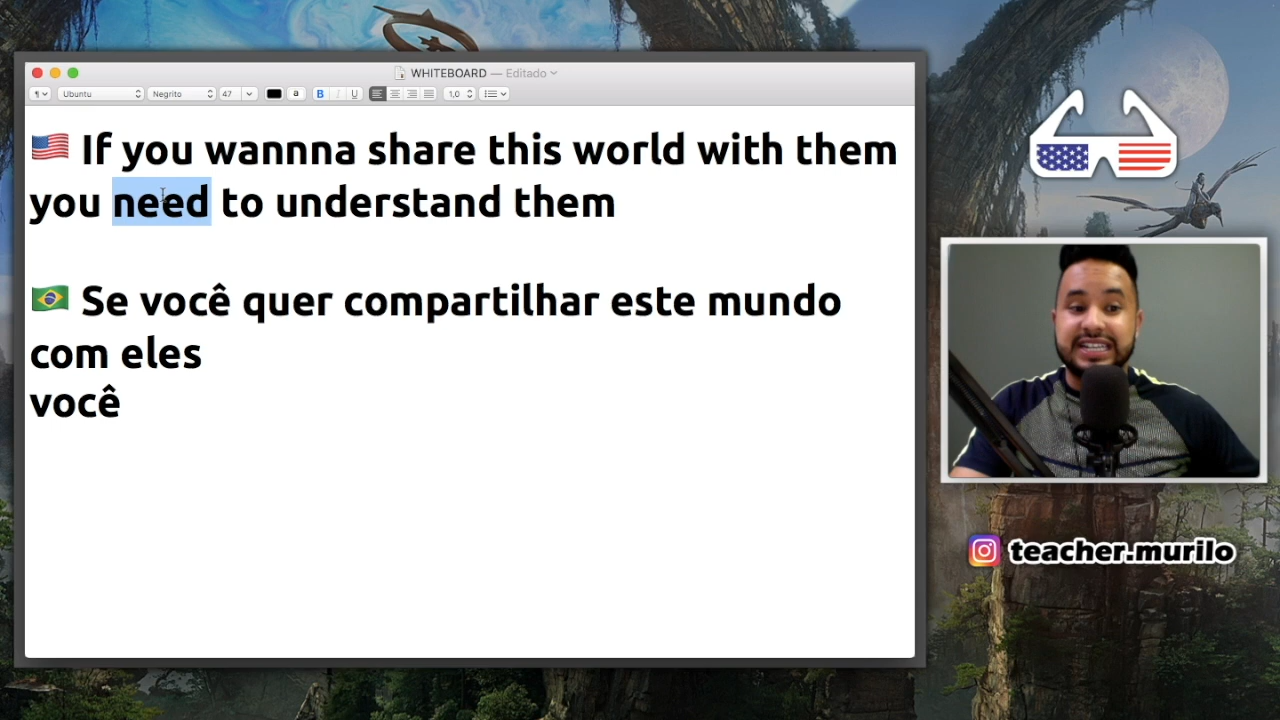 WHITEBOARD — Editado
Ubuntu Negrito 47 a B I U 1,0
If you wannna share this world with them
you need to understand them
Se você quer compartilhar este mundo
com eles
você
teacher.murilo